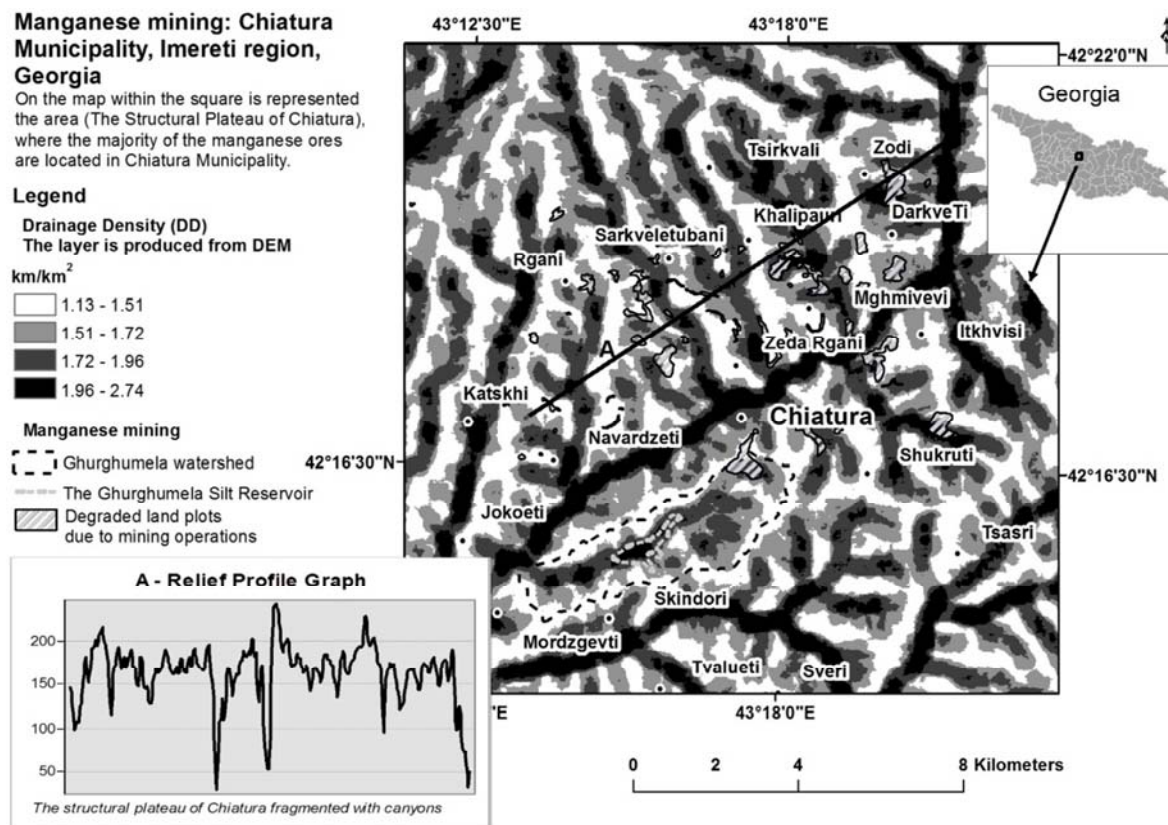 Manganese mining: Chiatura
Municipality, Imereti region,
Georgia
On the map within the square is represented
the area (The Structural Plateau of Chiatura),
where the majority of the manganese ores
are located in Chiatura Municipality.
Legend
Drainage Density (DD)
The layer is produced from DEM
km/km²
1.13 - 1.51
1.51 - 1.72
1.72 - 1.96
1.96 - 2.74
Manganese mining
Ghurghumela watershed
The Ghurghumela Silt Reservoir
Degraded land plots
due to mining operations
43°12'30"E
43°18'0"E
42°22'0"N
Georgia
Tsirkvali
Zodi
Khalipauri
DarkveTi
Sarkveletubani
Rgani
Mghmivevi
Itkhvisi
Zeda Rgani
A
Katskhi
Chiatura
Navardzeti
Shukruti
42°16'30"N
42°16'30"N
Jokoeti
Tsasri
Skindori
Mordzgevti
Tvalueti
Sveri
"E
43°18'0"E
0 2 4 8 Kilometers
A - Relief Profile Graph
200
150
100
50
The structural plateau of Chiatura fragmented with canyons